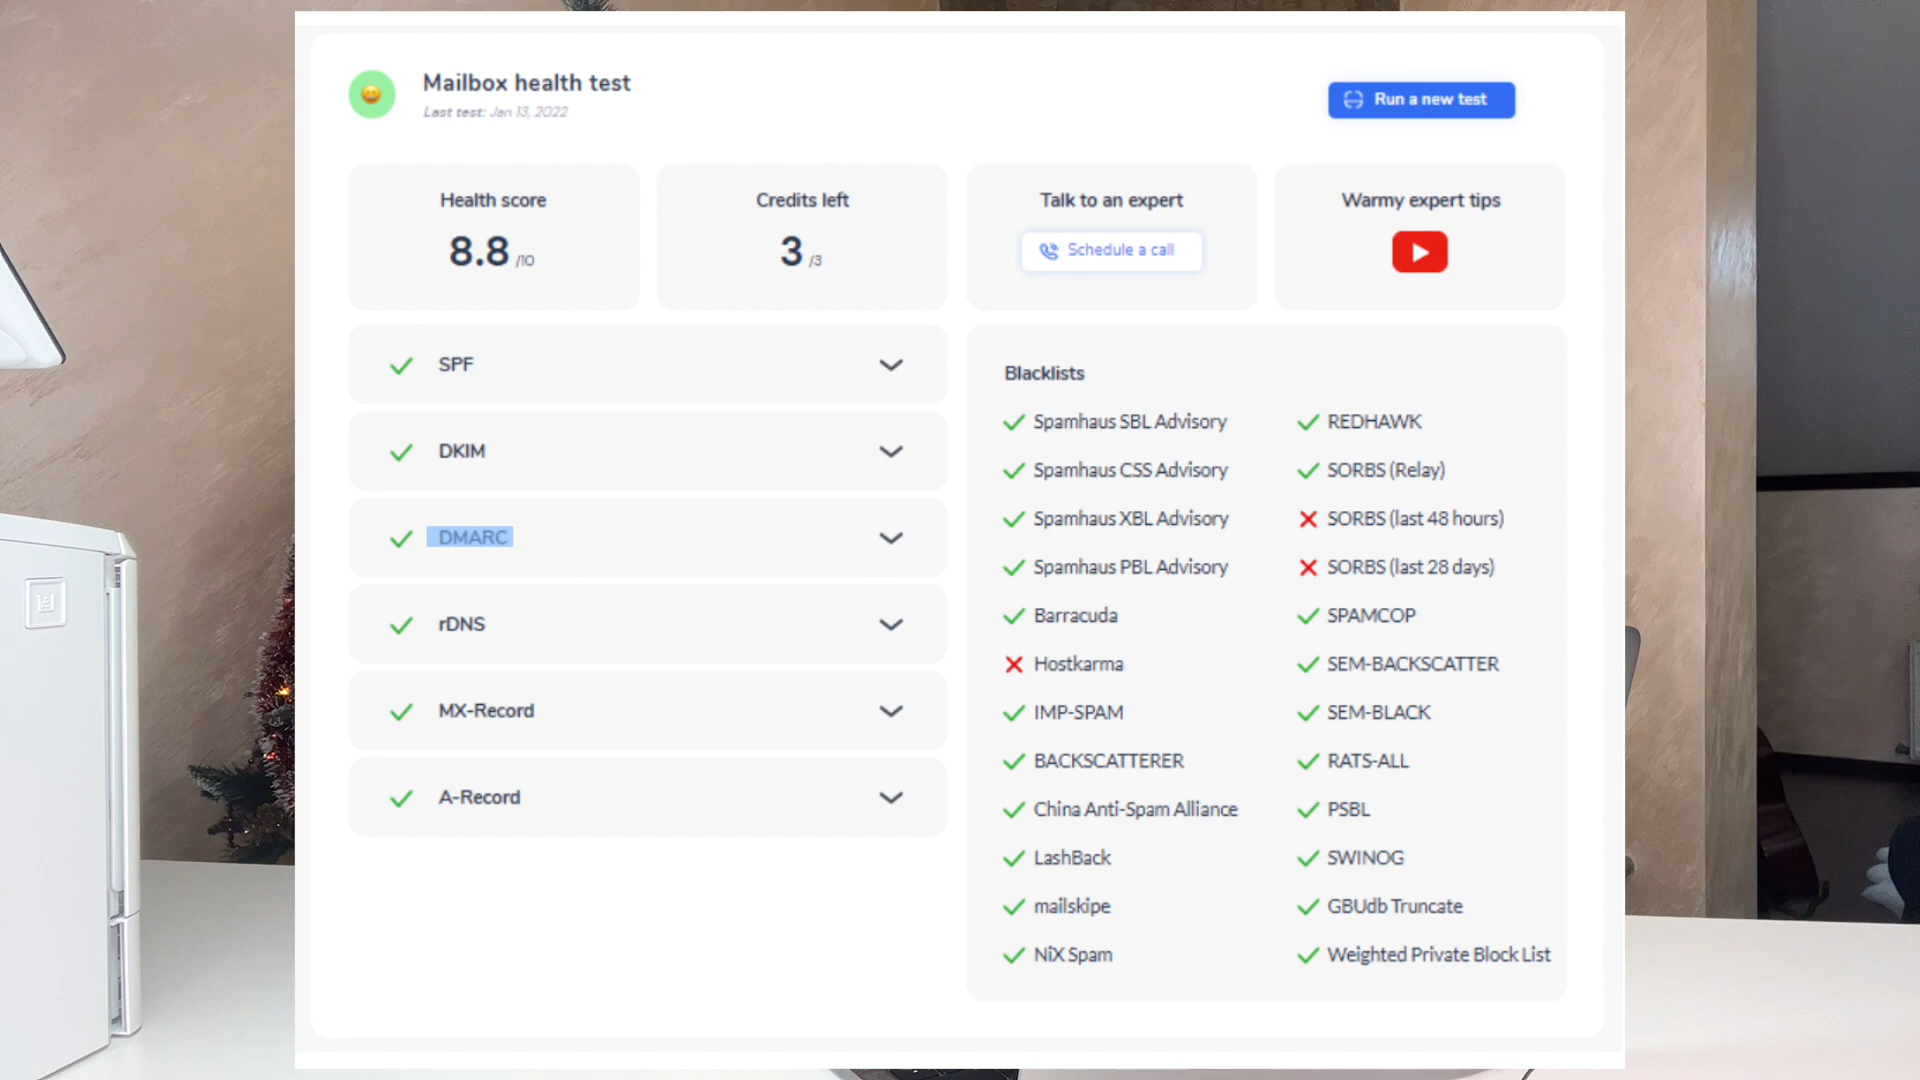 Mailbox health test
Last test: Jan 13, 2022
Run a new test
Health score
8.8 /10
Credits left
3 /3
Talk to an expert
Schedule a call
Warmy expert tips
SPF
DKIM
DMARC
rDNS
MX-Record
A-Record
Blacklists
Spamhaus SBL Advisory
Spamhaus CSS Advisory
Spamhaus XBL Advisory
Spamhaus PBL Advisory
Barracuda
Hostkarma
IMP-SPAM
BACKSCATTERER
China Anti-Spam Alliance
LashBack
mailskipe
NiX Spam
REDHAWK
SORBS (Relay)
SORBS (last 48 hours)
SORBS (last 28 days)
SPAMCOP
SEM-BACKSCATTER
SEM-BLACK
RATS-ALL
PSBL
SWINOG
GBUdb Truncate
Weighted Private Block List